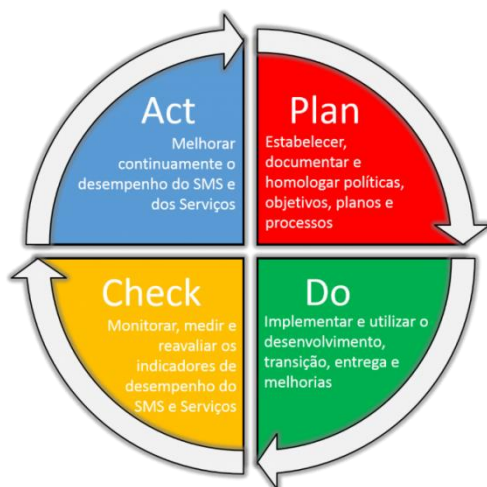 Act
Melhorar
continuamente o
desempenho do SMS e
dos Serviços
Plan
Estabelecer,
documentar e
homologar políticas,
objetivos, planos e
processos
Check
Monitorar, medir e
reavaliar os
indicadores de
desempenho do
SMS e Serviços
Do
Implementar e utilizar o
desenvolvimento,
transição, entrega e
melhorias